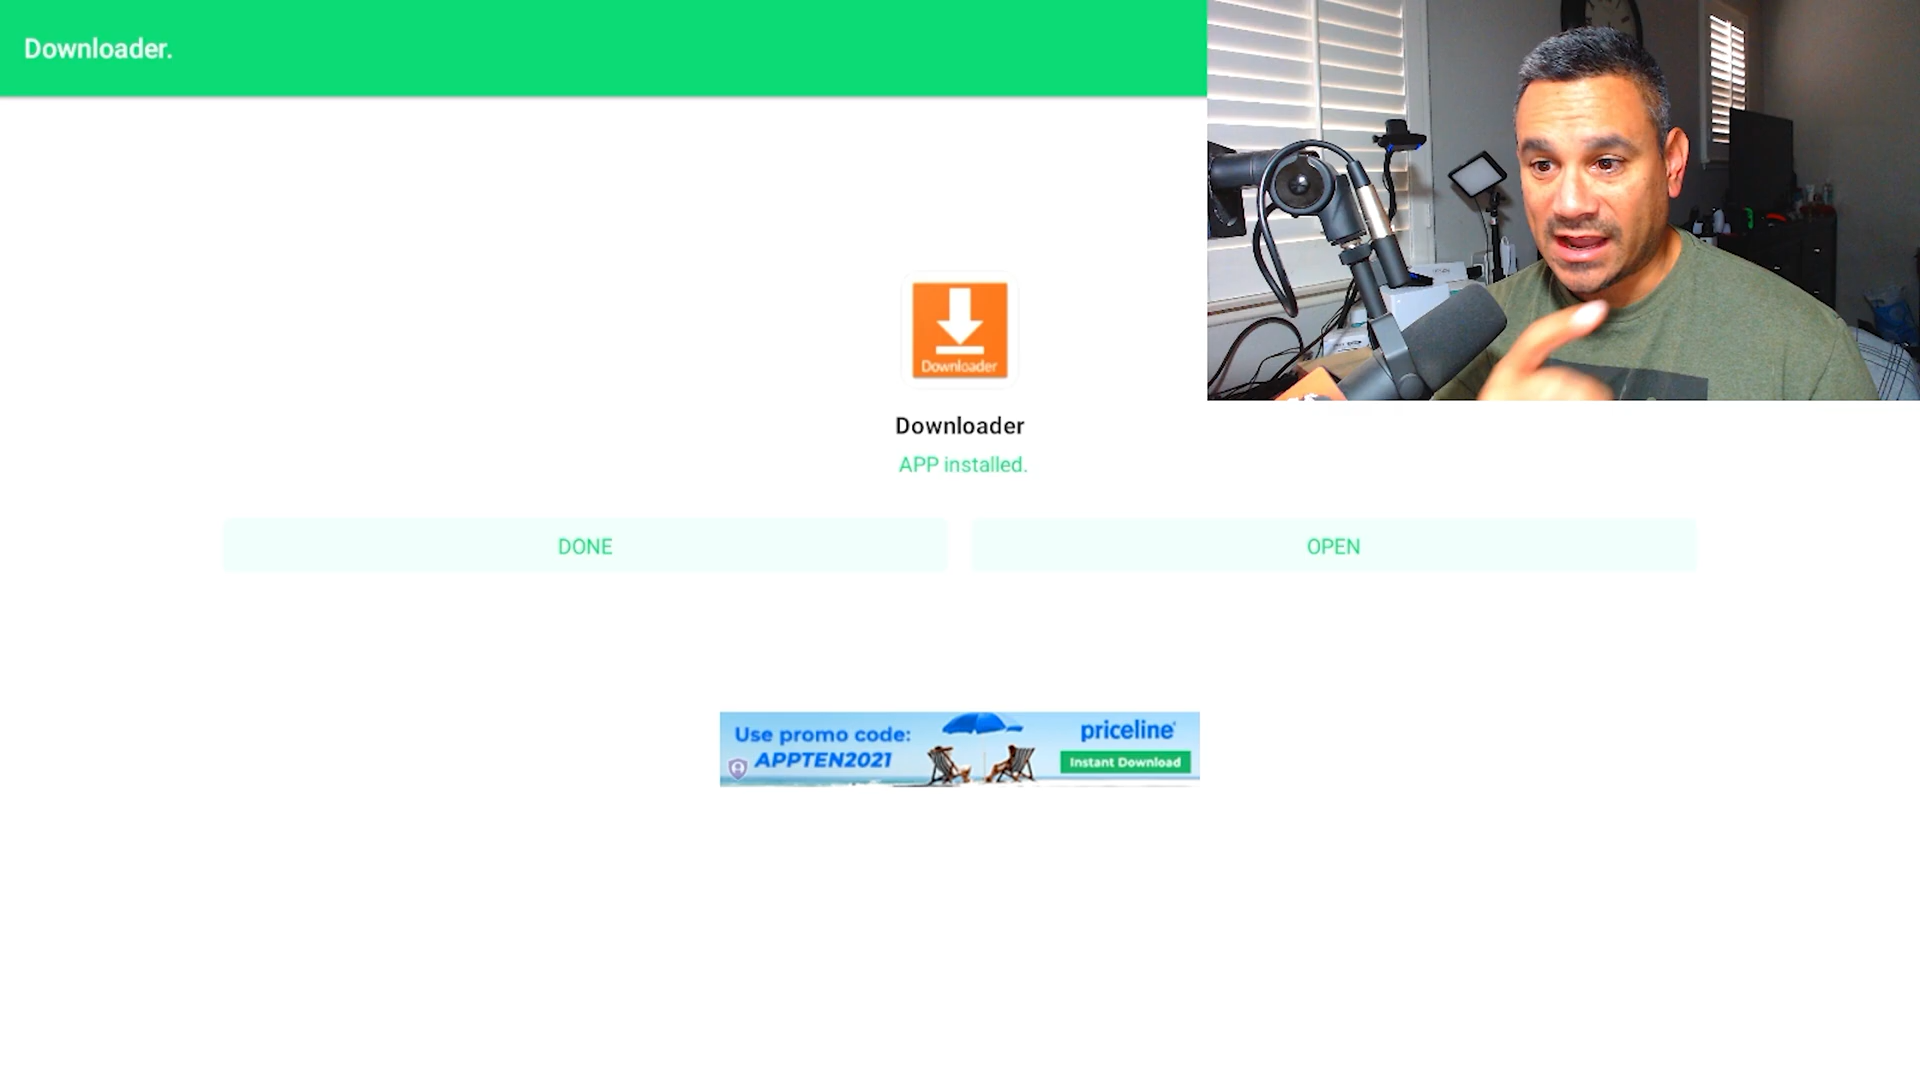 Downloader.
Downloader
Downloader
APP installed.
DONE
OPEN
Use promo code:
APPTEN2021
priceline
Instant Download